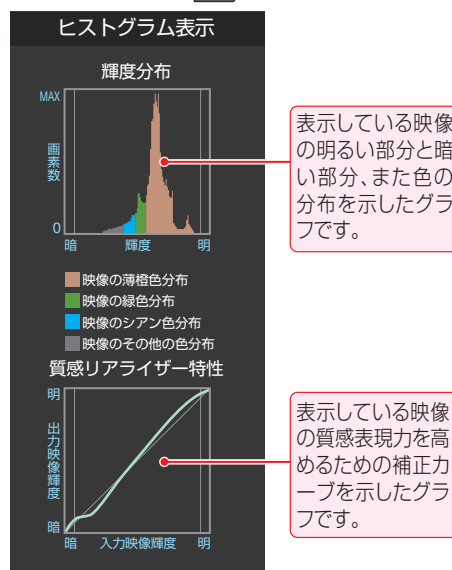 ヒストグラム表示
輝度分布
MAX
画素数
0
暗 輝度 明
映像の薄橙色分布
映像の緑色分布
映像のシアン色分布
映像のその他の色分布
質感リアライザー特性
明
出力映像輝度
暗
暗 入力映像輝度 明
表示している映像
の明るい部分と暗
い部分、また色の
分布を示したグラ
フです。
表示している映像
の質感表現力を高
めるための補正カ
ーブを示したグラ
フです。